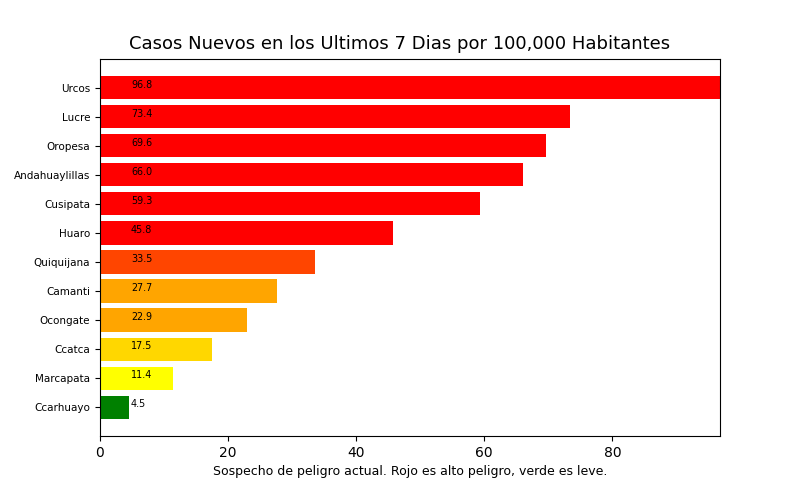 Casos Nuevos en los Ultimos 7 Dias por 100,000 Habitantes
Urcos 96.8
Lucre 73.4
Oropesa 69.6
Andahuaylillas 66.0
Cusipata 59.3
Huaro 45.8
Quiquijana 33.5
Camanti 27.7
Ocongate 22.9
Ccatca 17.5
Marcapata 11.4
Ccarhuayo 4.5
0 20 40 60 80
Sospecho de peligro actual. Rojo es alto peligro, verde es leve.